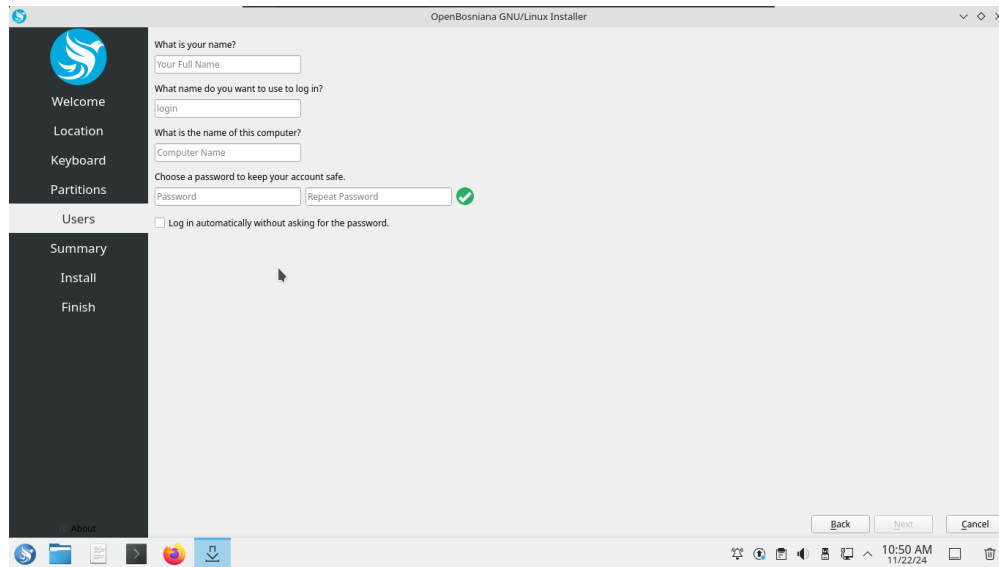 OpenBosniana GNU/Linux Installer
Welcome
Location
Keyboard
Partitions
Users
Summary
Install
Finish
About
What is your name?
Your Full Name
What name do you want to use to log in?
login
What is the name of this computer?
Computer Name
Choose a password to keep your account safe.
Password Repeat Password
Log in automatically without asking for the password.
Back Next Cancel
10:50 AM
11/22/24